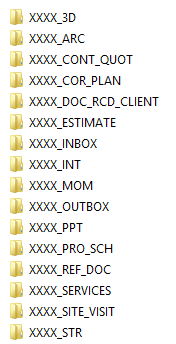 XXXX_3D
XXXX_ARC
XXXX_CONT_QUOT
XXXX_COR_PLAN
XXXX_DOC_RCD_CLIENT
XXXX_ESTIMATE
XXXX_INBOX
XXXX_INT
XXXX_MOM
XXXX_OUTBOX
XXXX_PPT
XXXX_PRO_SCH
XXXX_REF_DOC
XXXX_SERVICES
XXXX_SITE_VISIT
XXXX_STR